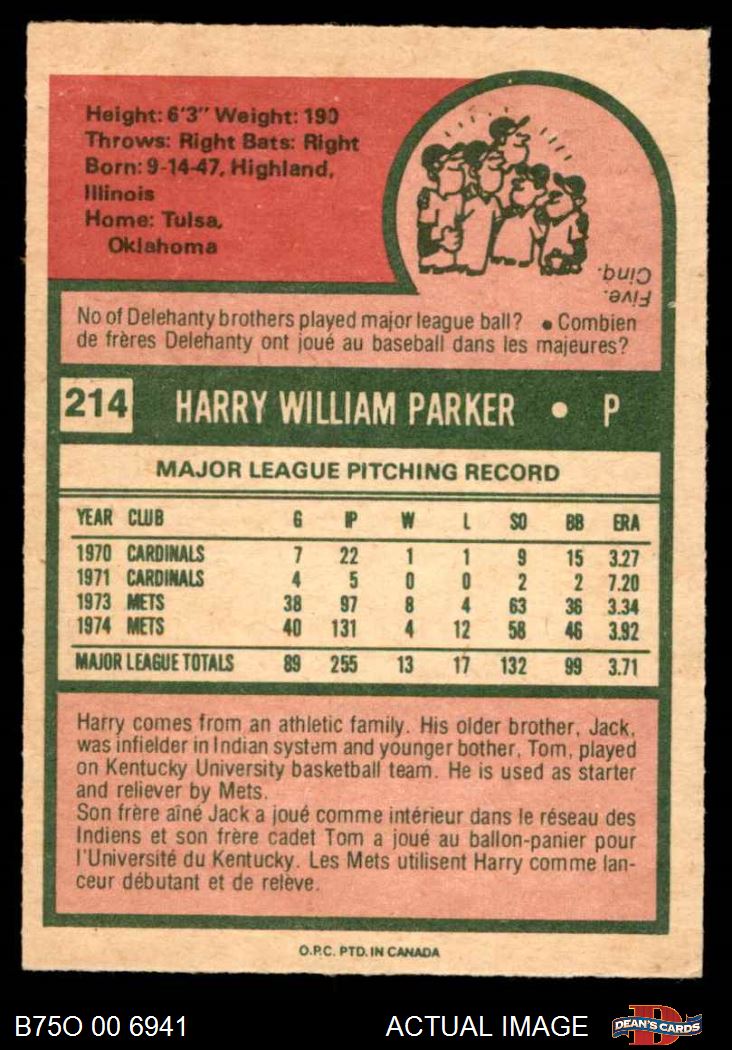 Height: 6'3" Weight: 190
Throws: Right Bats: Right
Born: 9-14-47, Highland,
Illinois
Home: Tulsa,
Oklahoma
Five.
Cinq.
No of Delehanty brothers played major league ball? • Combien
de frères Delehanty ont joué au baseball dans les majeures?
214 HARRY WILLIAM PARKER • P
MAJOR LEAGUE PITCHING RECORD
YEAR CLUB G IP W L SO BB ERA
1970 CARDINALS 7 22 1 1 9 15 3.27
1971 CARDINALS 4 5 0 0 2 2 7.20
1973 METS 38 97 8 4 63 36 3.34
1974 METS 40 131 4 12 58 46 3.92
MAJOR LEAGUE TOTALS 89 255 13 17 132 99 3.71
Harry comes from an athletic family. His older brother, Jack,
was infielder in Indian system and younger bother, Tom, played
on Kentucky University basketball team. He is used as starter
and reliever by Mets.
Son frère aîné Jack a joué comme intérieur dans le réseau des
Indiens et son frère cadet Tom a joué au ballon-panier pour
l'Université du Kentucky. Les Mets utilisent Harry comme lan-
ceur débutant et de relève.
O.P.C. PTD. IN CANADA
B75O 00 6941 ACTUAL IMAGE D DEAN'S CARDS